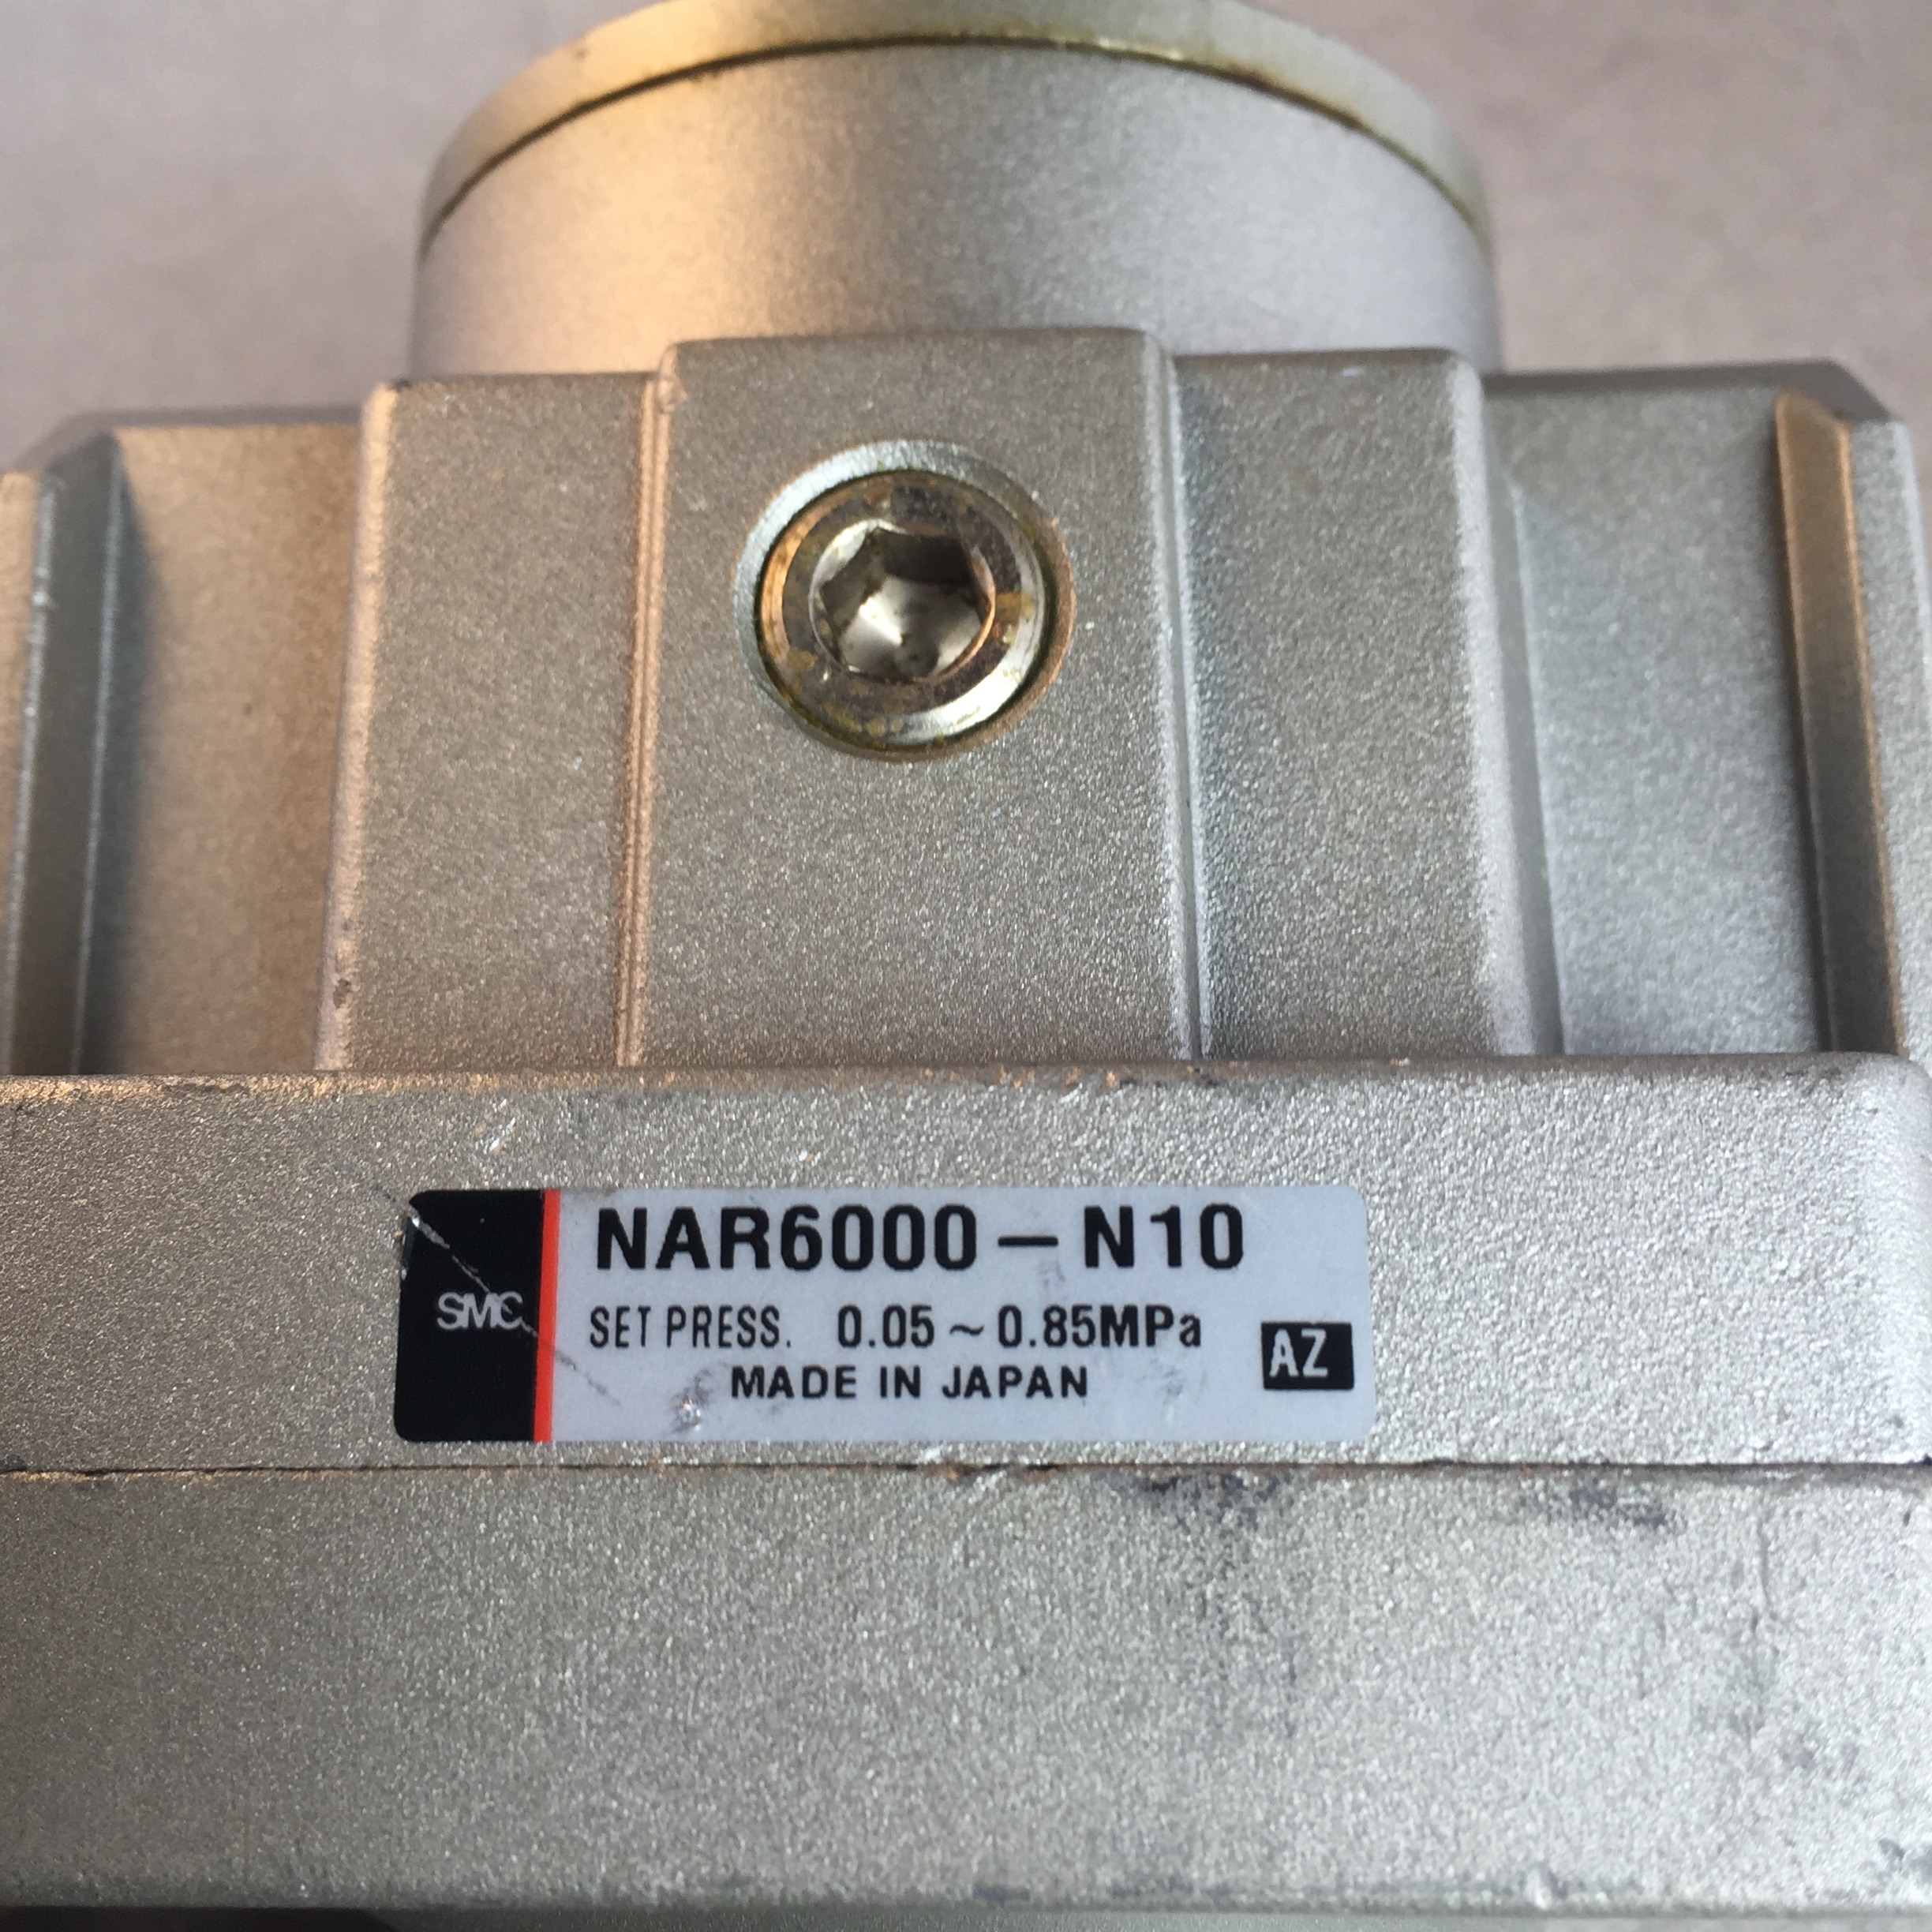 NAR6000-N10
SMC
SET PRESS. 0.05~0.85MPa
AZ
MADE IN JAPAN